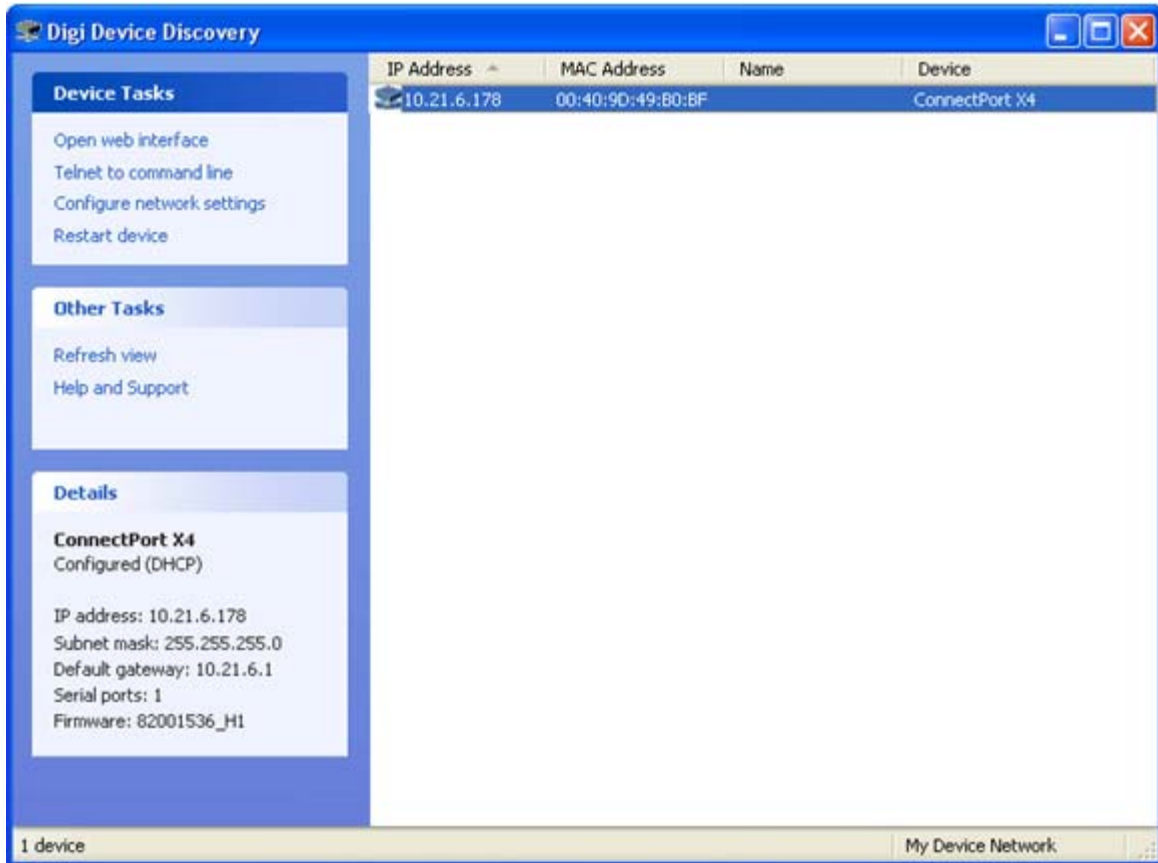 Digi Device Discovery
Device Tasks
Open web interface
Telnet to command line
Configure network settings
Restart device
Other Tasks
Refresh view
Help and Support
Details
ConnectPort X4
Configured (DHCP)
IP address: 10.21.6.178
Subnet mask: 255.255.255.0
Default gateway: 10.21.6.1
Serial ports: 1
Firmware: 82001536_H1
IP Address MAC Address Name Device
10.21.6.178 00:40:9D:49:B0:BF ConnectPort X4
1 device My Device Network